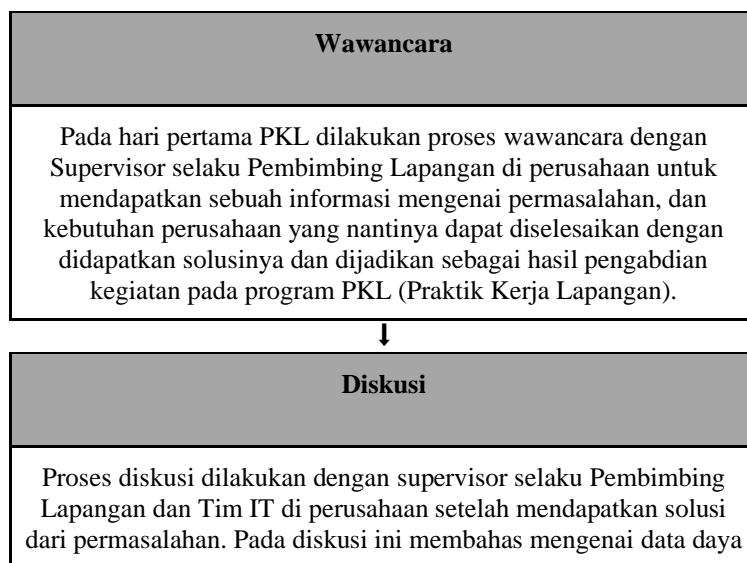 Wawancara
Pada hari pertama PKL dilakukan proses wawancara dengan
Supervisor selaku Pembimbing Lapangan di perusahaan untuk
mendapatkan sebuah informasi mengenai permasalahan, dan
kebutuhan perusahaan yang nantinya dapat diselesaikan dengan
didapatkan solusinya dan dijadikan sebagai hasil pengabdian
kegiatan pada program PKL (Praktik Kerja Lapangan).
Diskusi
Proses diskusi dilakukan dengan supervisor selaku Pembimbing
Lapangan dan Tim IT di perusahaan setelah mendapatkan solusi
dari permasalahan. Pada diskusi ini membahas mengenai data daya